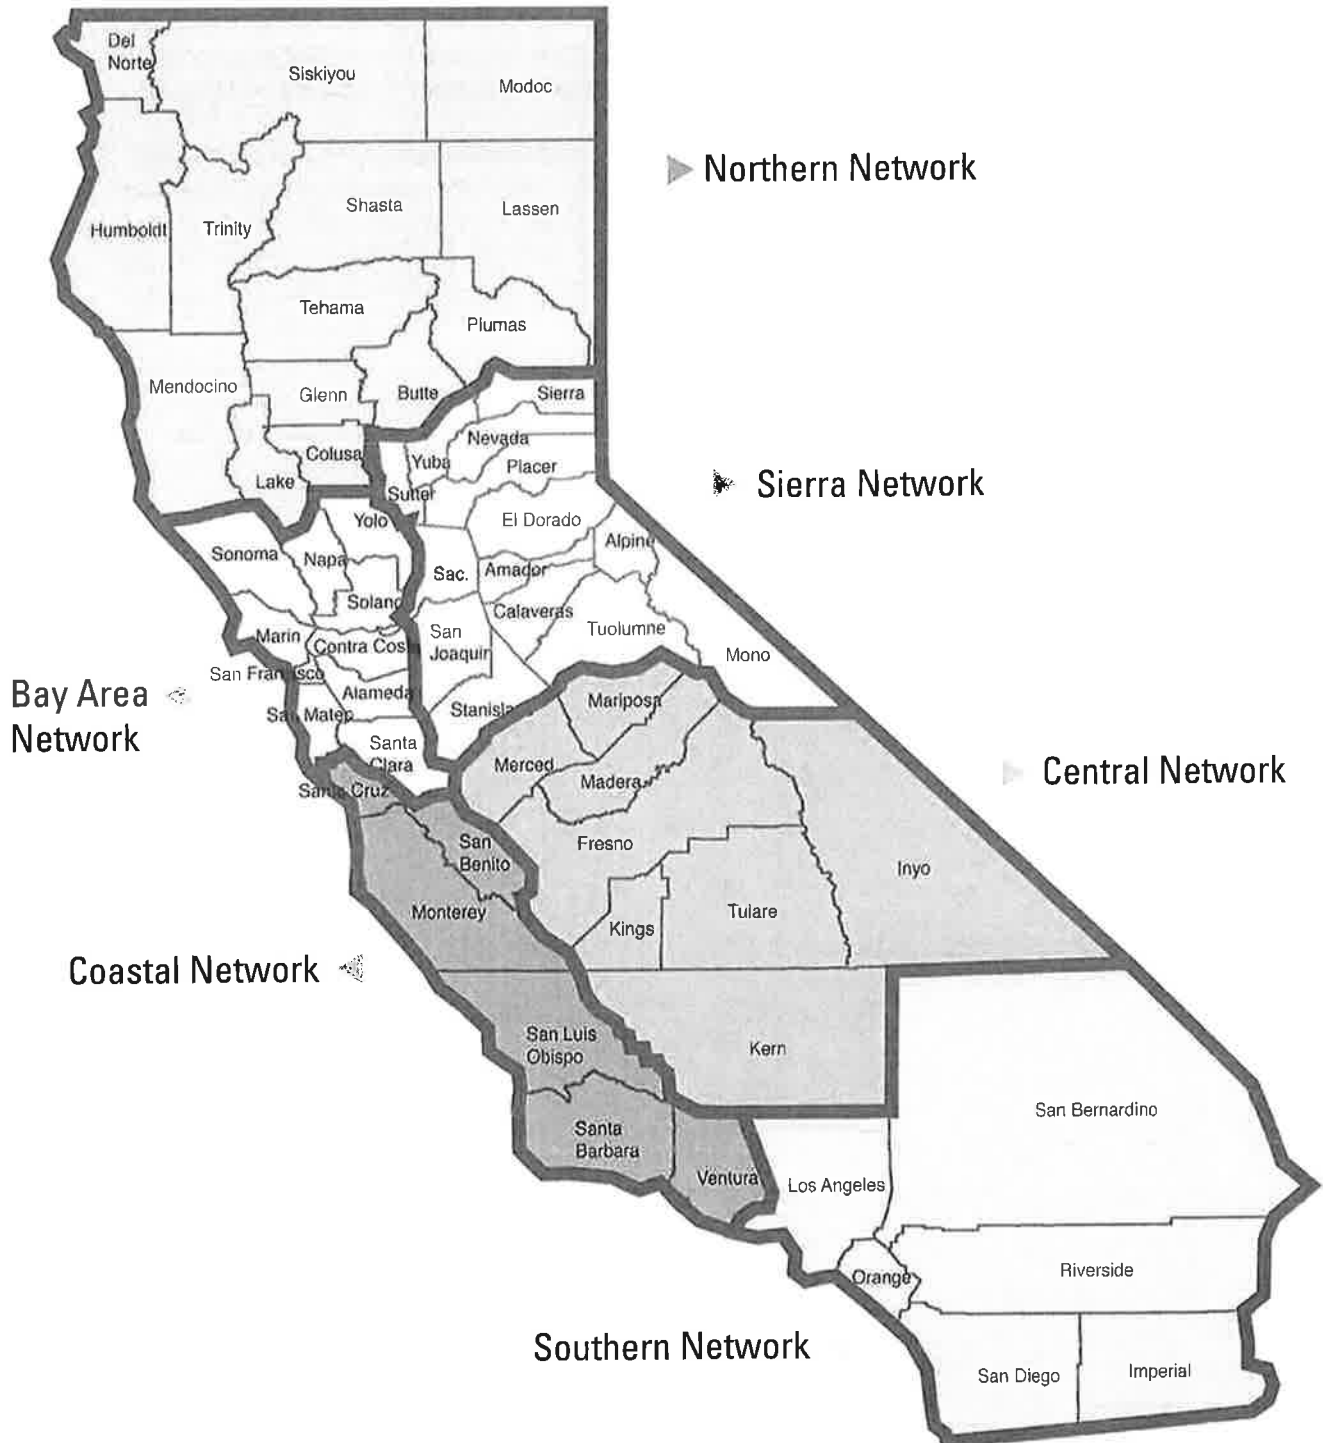 Del
Norte
Siskiyou
Modoc
Northern Network
Shasta
Lassen
Humboldt
Trinity
Tehama
Plumas
Mendocino
Glenn
Butte
Sierra
Nevada
Colusa
Yuba
Placer
Lake
Sutter
Sierra Network
Yolo
El Dorado
Alpine
Sonoma
Napa
Sac.
Amador
Solano
Calaveras
Marin
Contra Costa
San
Joaquin
Tuolumne
Mono
San Francisco
Bay Area
Network
Alameda
Stanislaus
Mariposa
San Mateo
Santa
Clara
Merced
Madera
Central Network
Santa Cruz
San
Benito
Fresno
Inyo
Monterey
Kings
Tulare
Coastal Network
San Luis
Obispo
Kern
San Bernardino
Santa
Barbara
Ventura
Los Angeles
Orange
Riverside
Southern Network
San Diego
Imperial